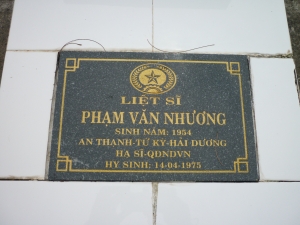 LIỆT SĨ
PHẠM VĂN NHƯƠNG
SINH NĂM: 1954
AN THANH-TỨ KỲ-HẢI DƯƠNG
HẠ SĨ-QĐNDVN
HY SINH: 14-04-1975